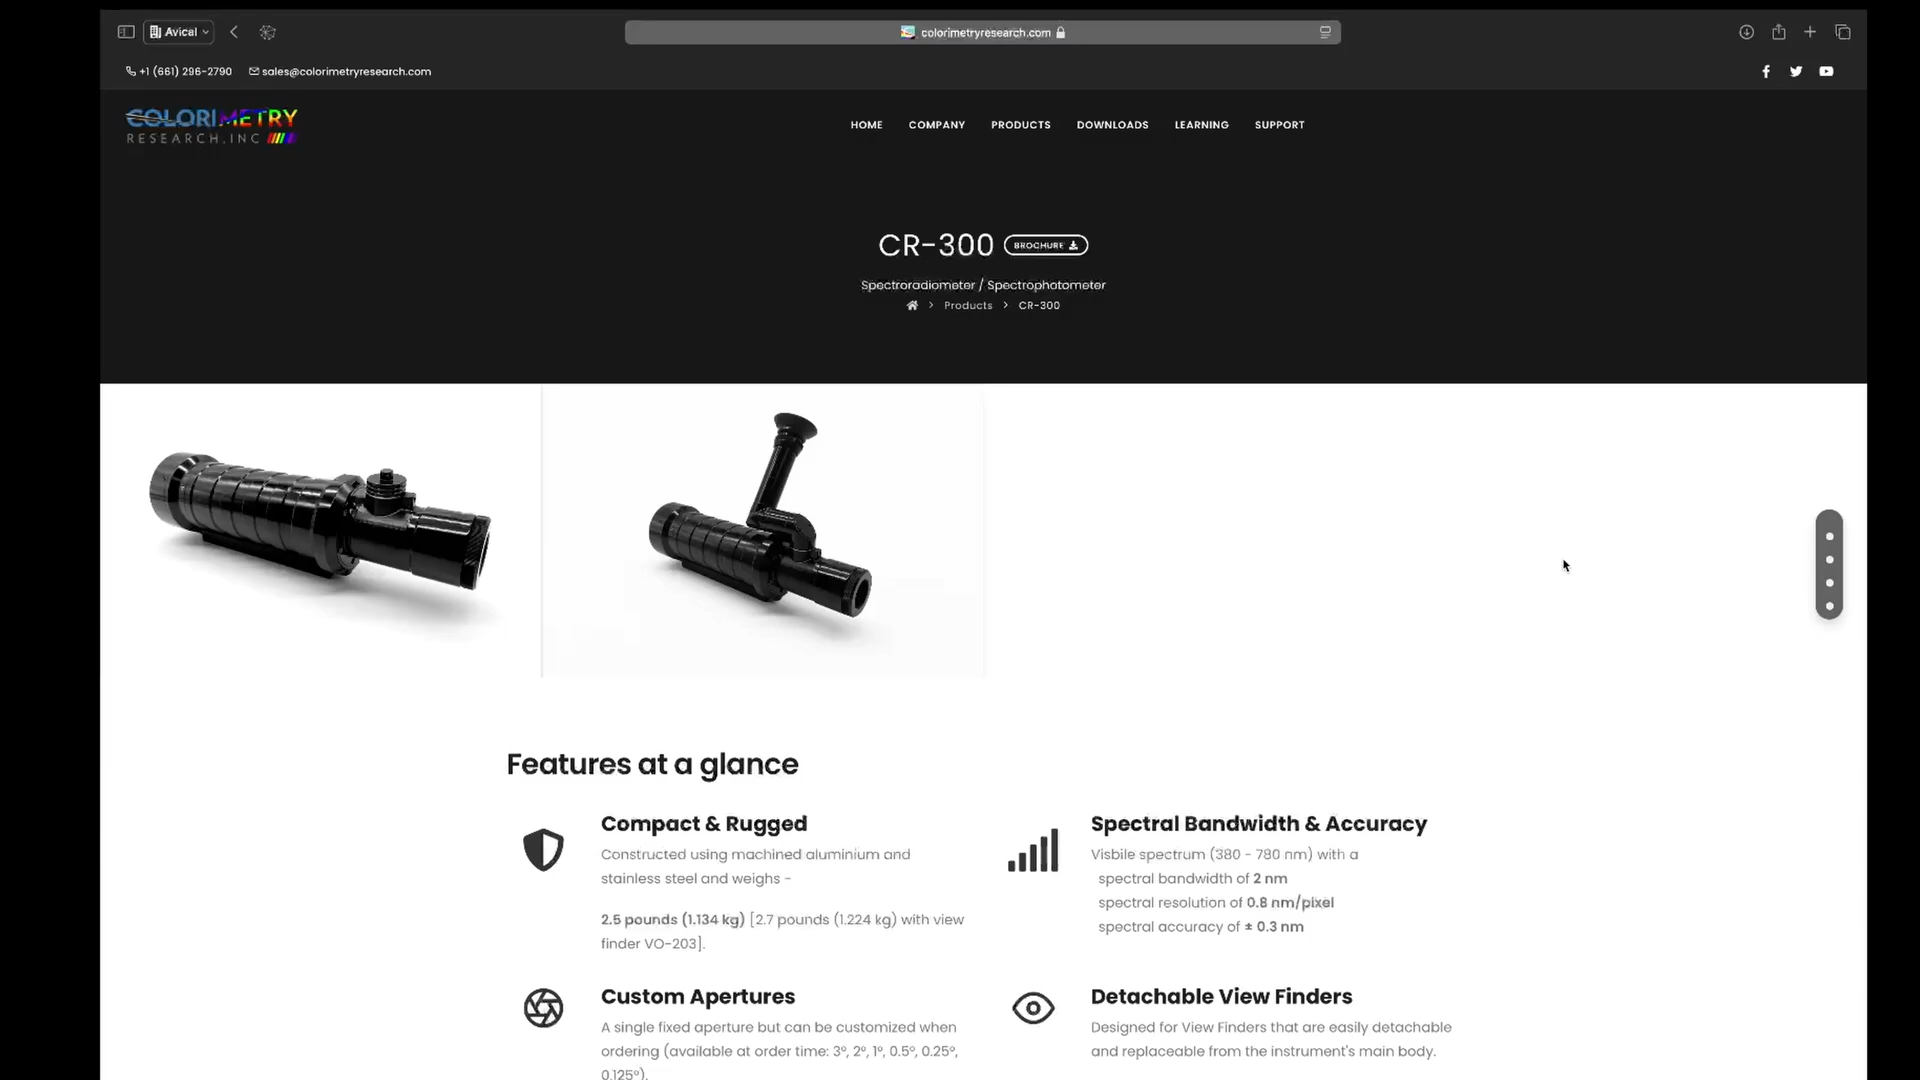 Avical
colorimetryresearch.com
+1 (661) 296-2790 sales@colorimetryresearch.com
COLORIMETRY
RESEARCH.INC
HOME COMPANY PRODUCTS DOWNLOADS LEARNING SUPPORT
CR-300 BROCHURE
Spectroradiometer / Spectrophotometer
Products > CR-300
Features at a glance
Compact & Rugged
Constructed using machined aluminium and
stainless steel and weighs -
2.5 pounds (1.134 kg) [2.7 pounds (1.224 kg) with view
finder VO-203].
Spectral Bandwidth & Accuracy
Visbile spectrum (380 - 780 nm) with a
spectral bandwidth of 2 nm
spectral resolution of 0.8 nm/pixel
spectral accuracy of ± 0.3 nm
Custom Apertures
A single fixed aperture but can be customized when
ordering (available at order time: 3º, 2º, 1º, 0.5º, 0.25º,
0.125º).
Detachable View Finders
Designed for View Finders that are easily detachable
and replaceable from the instrument's main body.